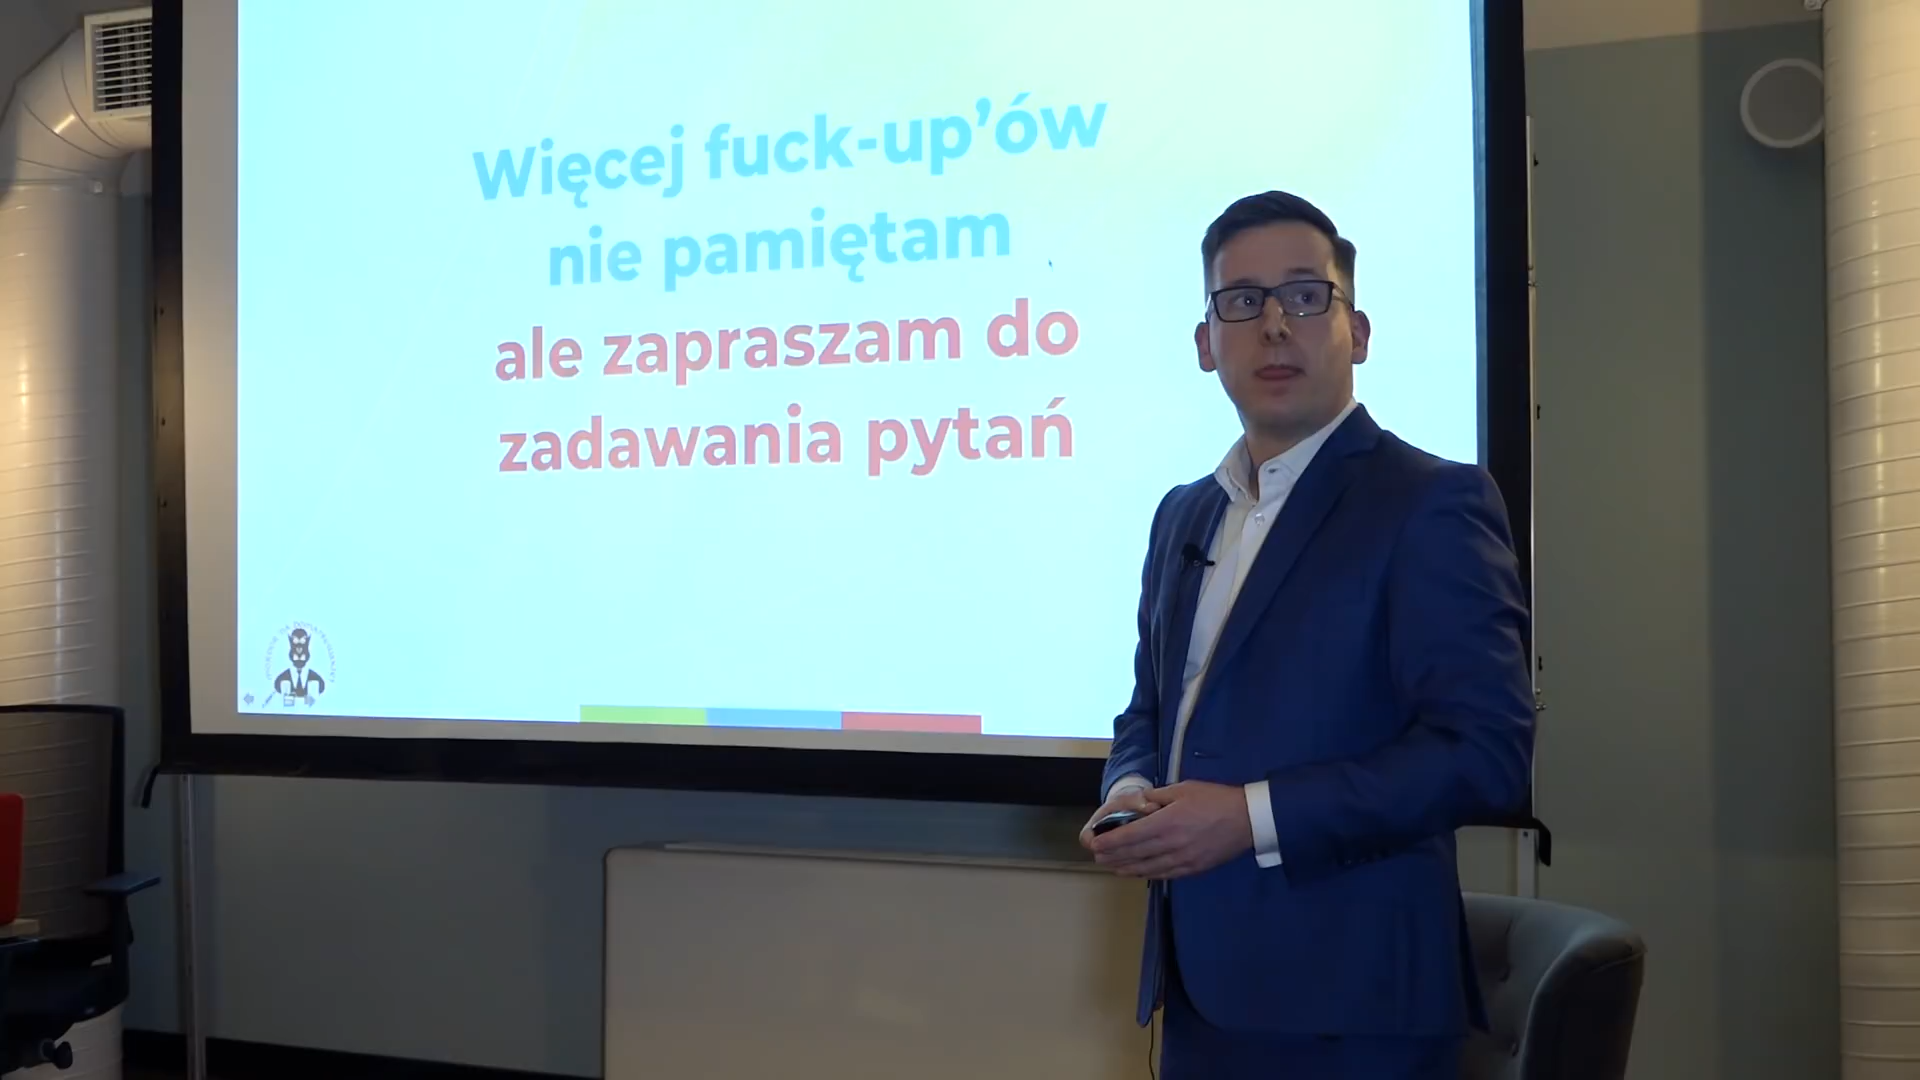 Więcej fuck-up’ów
nie pamiętam
ale zapraszam do
zadawania pytań